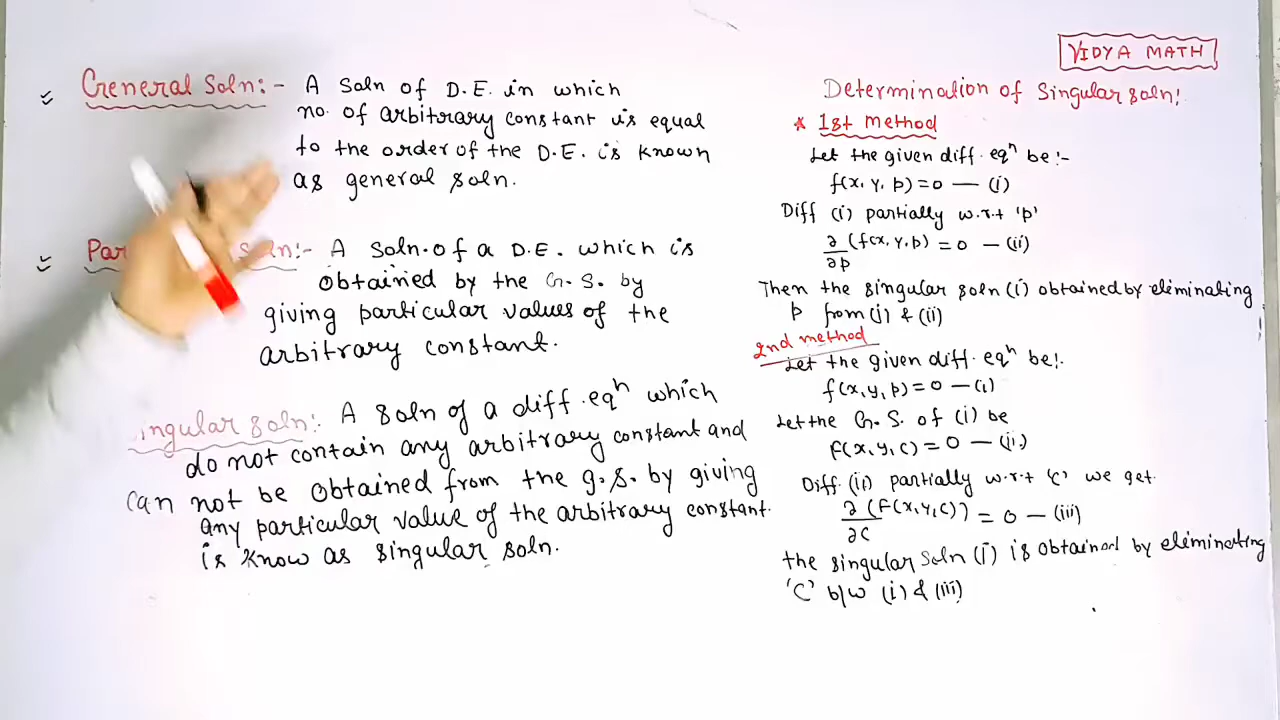 VIDYA MATH
General Soln:- A Soln of D.E. in which
no. of arbitrary constant is equal
to the order of the D.E. is known
as general soln.
Par soln:- A Soln. of a D.E. which is
obtained by the G.S. by
giving particular values of the
arbitrary constant.
ingular soln: A soln of a diff. eqⁿ which
do not contain any arbitrary constant and
can not be obtained from the g.s. by giving
any particular value of the arbitrary constant.
is know as singular soln.
Determination of Singular soln:
* 1st method
Let the given diff. eqⁿ be:-
f(x, y, p) = 0 — (i)
Diff (i) partially w.r.t 'p'
∂/∂p (f(x, y, p) = 0 — (ii)
Then the singular soln (i) obtained by eliminating
p from (i) & (ii)
2nd method
Let the given diff. eqⁿ be:.
f(x, y, p) = 0 — (i)
Let the G.S. of (i) be
F(x, y, c) = 0 — (ii)
Diff. (ii) partially w.r.t 'c' we get.
∂/∂c (F(x, y, c)) = 0 — (iii)
the singular Soln (i) is obtained by eliminating
'C' b/w (i) & (iii)